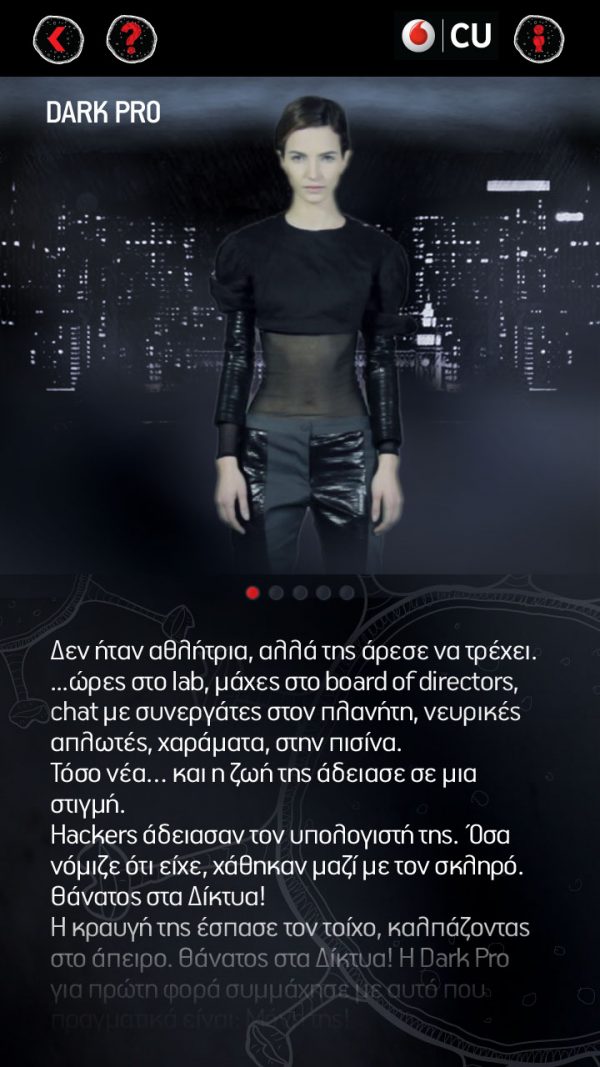 CU
DARK PRO
Δεν ήταν αθλήτρια, αλλά της άρεσε να τρέχει.
...ώρες στο lab, μάχες στο board of directors,
chat με συνεργάτες στον πλανήτη, νευρικές
απλωτές, χαράματα, στην πισίνα.
Τόσο νέα... και η ζωή της άδειασε σε μια
στιγμή.
Hackers άδειασαν τον υπολογιστή της. Όσα
νόμιζε ότι είχε, χάθηκαν μαζί με τον σκληρό.
Θάνατος στα Δίκτυα!
Η κραυγή της έσπασε τον τοίχο, καλπάζοντας
στο άπειρο. Θάνατος στα Δίκτυα! Η Dark Pro
για πρώτη φορά συμμάχησε με αυτό που
πραγματικά είναι: